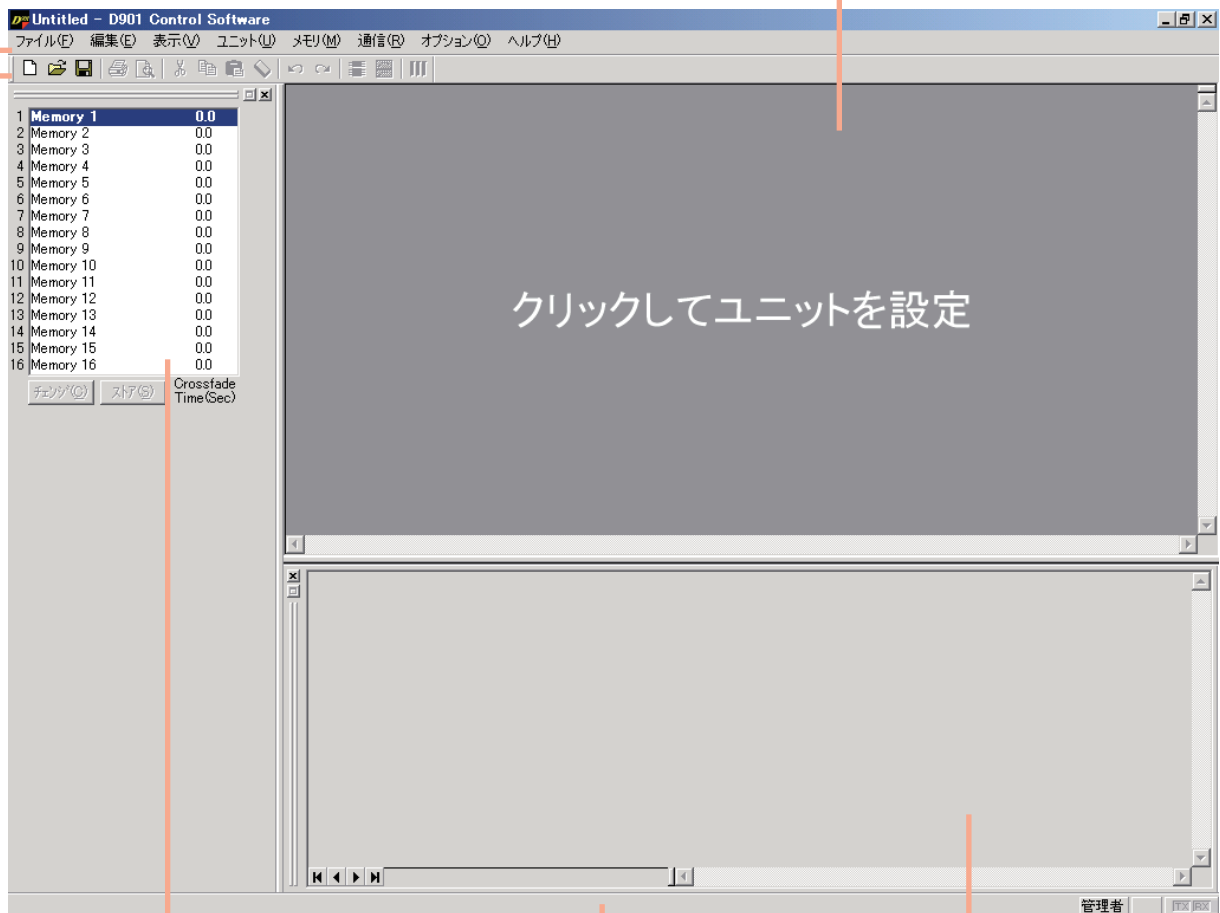 Untitled - D901 Control Software
ファイル(F) 編集(E) 表示(V) ユニット(U) メモリ(M) 通信(R) オプション(O) ヘルプ(H)
1 Memory 1 0.0
2 Memory 2 0.0
3 Memory 3 0.0
4 Memory 4 0.0
5 Memory 5 0.0
6 Memory 6 0.0
7 Memory 7 0.0
8 Memory 8 0.0
9 Memory 9 0.0
10 Memory 10 0.0
11 Memory 11 0.0
12 Memory 12 0.0
13 Memory 13 0.0
14 Memory 14 0.0
15 Memory 15 0.0
16 Memory 16 0.0
チェンジ(C) ストア(S) Crossfade
Time(Sec)
クリックしてユニットを設定
管理者 TX RX